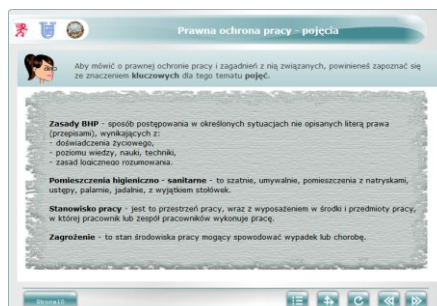 Prawna ochrona pracy - pojęcia
Aby mówić o prawnej ochronie pracy i zagadnień z nią związanych, powinieneś zapoznać się
ze znaczeniem kluczowych dla tego tematu pojęć.
Zasady BHP - sposób postępowania w określonych sytuacjach nie opisanych literą prawa
(przepisami), wynikających z:
- doświadczenia życiowego,
- poziomu wiedzy, nauki, techniki,
- zasad logicznego rozumowania.
Pomieszczenia higieniczno - sanitarne - to szatnie, umywalnie, pomieszczenia z natryskami,
ustępy, palarnie, jadalnie, z wyjątkiem stołówek.
Stanowisko pracy - jest to przestrzeń pracy, wraz z wyposażeniem w środki i przedmioty pracy,
w której pracownik lub zespół pracowników wykonuje pracę.
Zagrożenie - to stan środowiska pracy mogący spowodować wypadek lub chorobę.